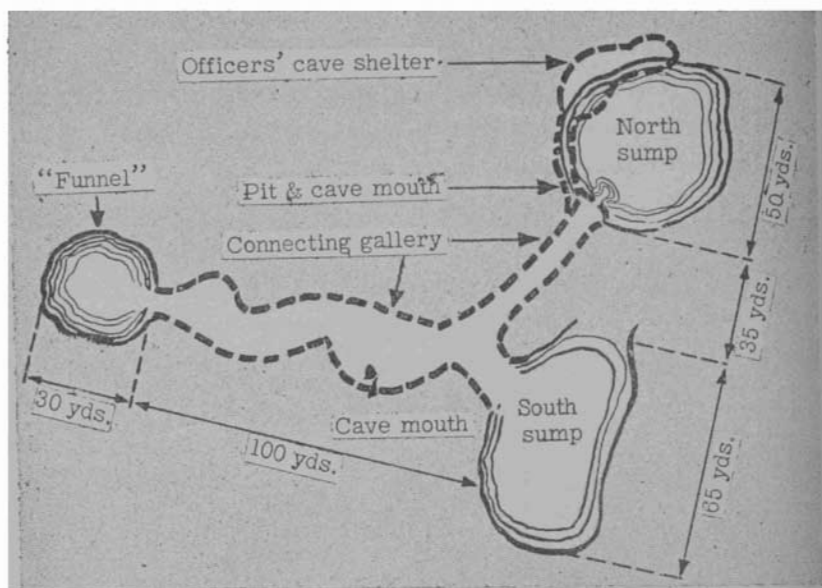 Officers' cave shelter
North
sump
"Funnel"
Pit & cave mouth
50 yds.
Connecting gallery
35 yds.
30 yds.
Cave mouth
South
sump
100 yds.
65 yds.